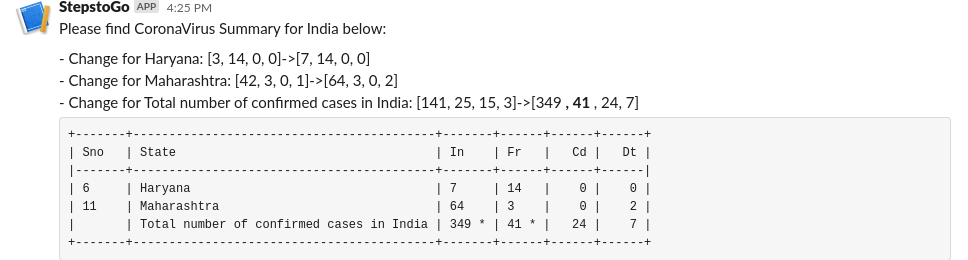 StepstoGo APP 4:25 PM
Please find CoronaVirus Summary for India below:
- Change for Haryana: [3, 14, 0, 0]->[7, 14, 0, 0]
- Change for Maharashtra: [42, 3, 0, 1]->[64, 3, 0, 2]
- Change for Total number of confirmed cases in India: [141, 25, 15, 3]->[349 , 41 , 24, 7]
+-------+------------------------------------------+-------+------+------+------+
| Sno   | State                                    | In    | Fr   |   Cd |   Dt |
|-------+------------------------------------------+-------+------+------+------|
| 6     | Haryana                                  | 7     | 14   |    0 |    0 |
| 11    | Maharashtra                              | 64    | 3    |    0 |    2 |
|       | Total number of confirmed cases in India | 349 * | 41 * |   24 |    7 |
+-------+------------------------------------------+-------+------+------+------+